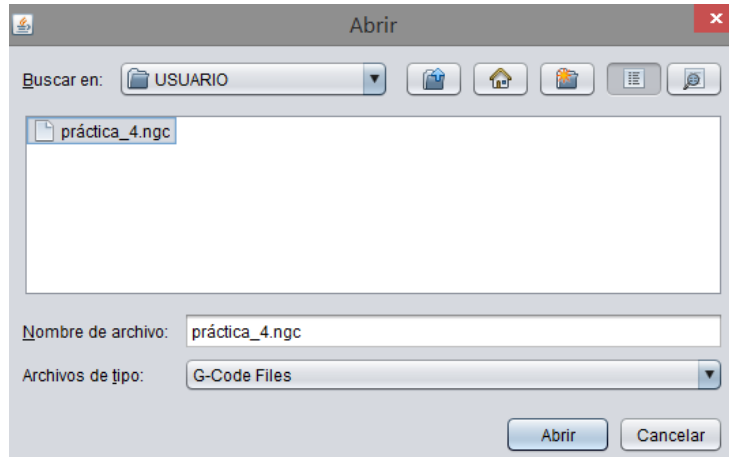 Abrir
Buscar en: USUARIO
práctica_4.ngc
Nombre de archivo: práctica_4.ngc
Archivos de tipo: G-Code Files
Abrir Cancelar